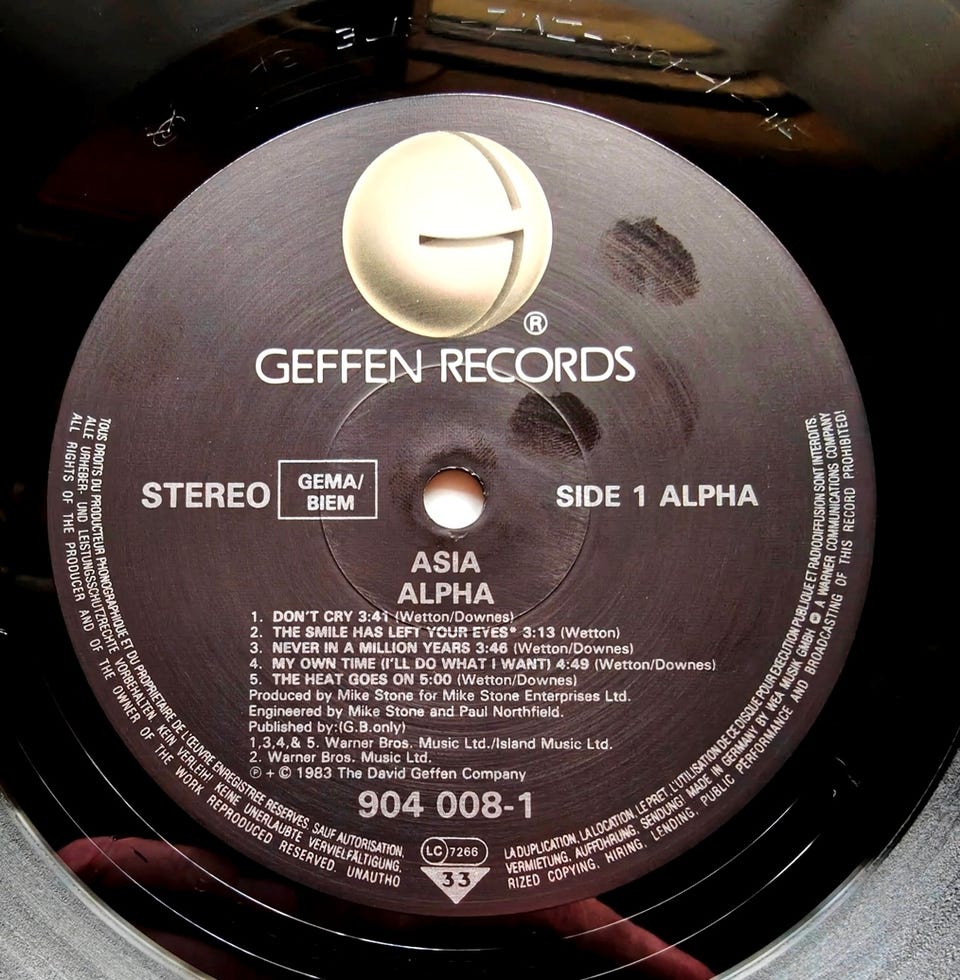 ®
GEFFEN RECORDS
STEREO
GEMA/
BIEM
SIDE 1 ALPHA
ASIA
ALPHA
1. DON'T CRY 3:41 (Wetton/Downes)
2. THE SMILE HAS LEFT YOUR EYES* 3:13 (Wetton)
3. NEVER IN A MILLION YEARS 3:46 (Wetton/Downes)
4. MY OWN TIME (I'LL DO WHAT I WANT) 4:49 (Wetton/Downes)
5. THE HEAT GOES ON 5:00 (Wetton/Downes)
Produced by Mike Stone for Mike Stone Enterprises Ltd.
Engineered by Mike Stone and Paul Northfield.
Published by:(G.B.only)
1,3,4,& 5. Warner Bros. Music Ltd./Island Music Ltd.
2. Warner Bros. Music Ltd.
℗ + © 1983 The David Geffen Company
904 008-1
LC 7266
33
TOUS DROITS DU PRODUCTEUR PHONOGRAPHIQUE ET DU PROPRIETAIRE DE L'ŒUVRE ENREGISTREE RESERVES. SAUF AUTORISATION, LA DUPLICATION, LA LOCATION, LE PRET, L'UTILISATION DE CE DISQUE POUR EXECUTION PUBLIQUE ET RADIODIFFUSION SONT INTERDITS.
ALLE URHEBER- UND LEISTUNGSSCHUTZRECHTE VORBEHALTEN. KEIN VERLEIH! KEINE UNERLAUBTE VERVIELFÄLTIGUNG, VERMIETUNG, AUFFÜHRUNG, SENDUNG! MADE IN GERMANY BY WEA MUSIK GMBH A WARNER COMMUNICATIONS COMPANY
ALL RIGHTS OF THE PRODUCER AND OF THE OWNER OF THE WORK REPRODUCED RESERVED. UNAUTHORIZED COPYING, HIRING, LENDING, PUBLIC PERFORMANCE AND BROADCASTING OF THIS RECORD PROHIBITED!